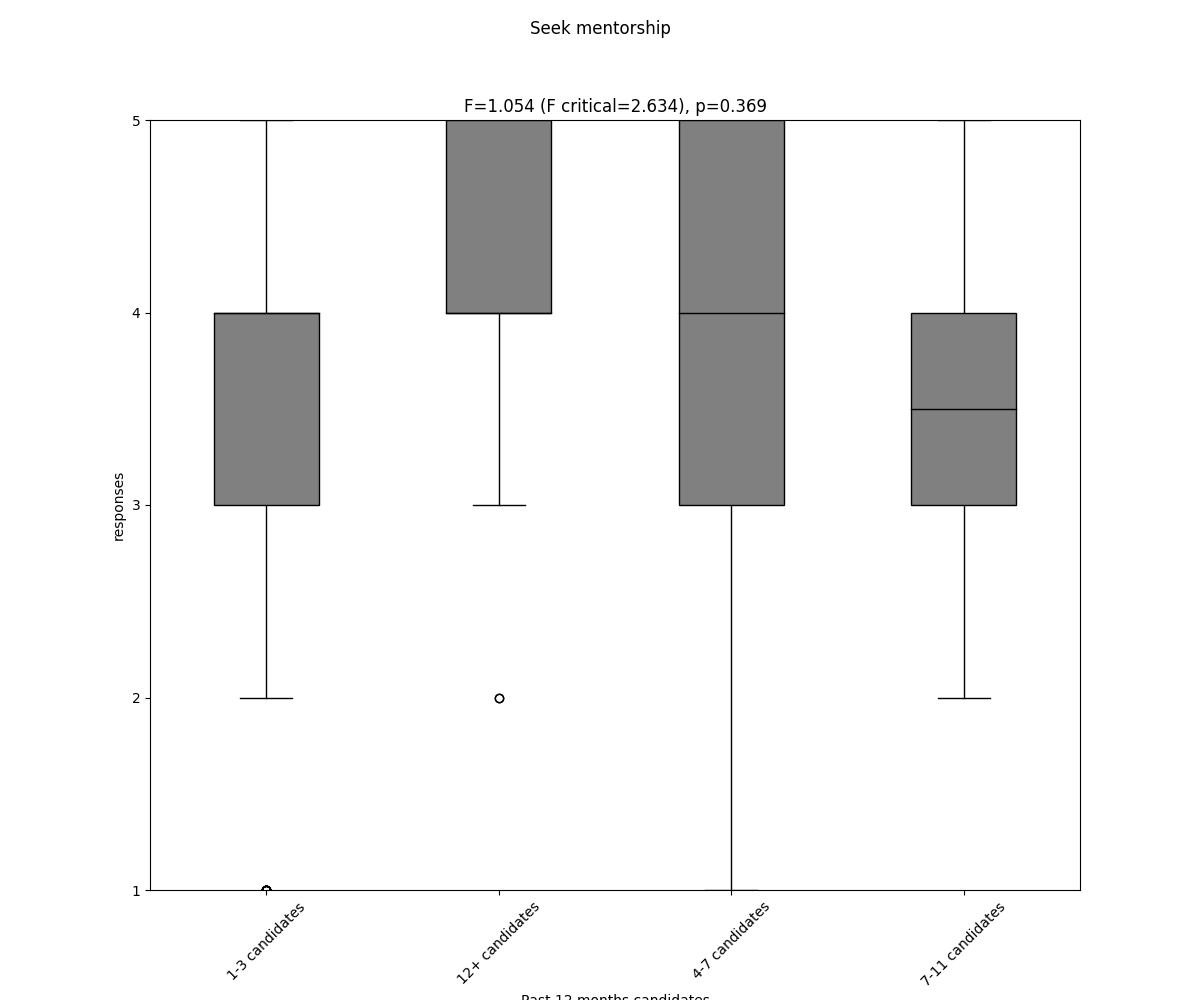 Seek mentorship
F=1.054 (F critical=2.634), p=0.369
5
4
3
2
1
responses
1-3 candidates
12+ candidates
4-7 candidates
7-11 candidates
Past 12 months candidates